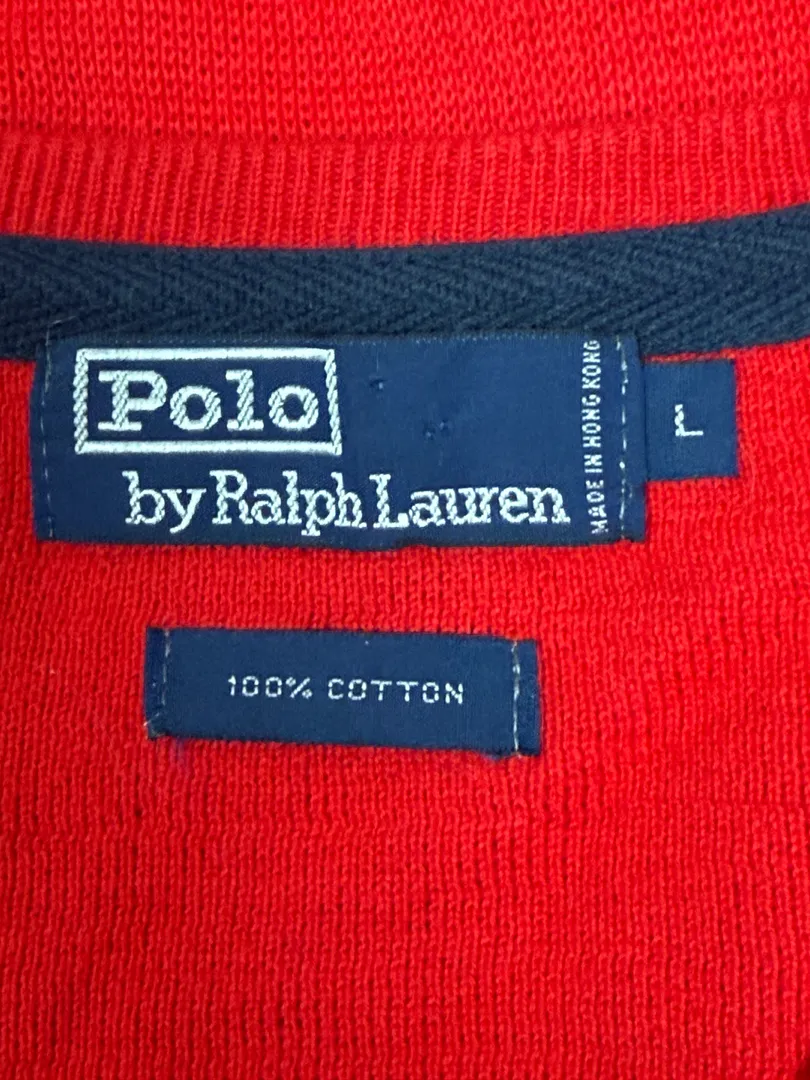 Polo
by Ralph Lauren
MADE IN HONG KONG
L
100% COTTON